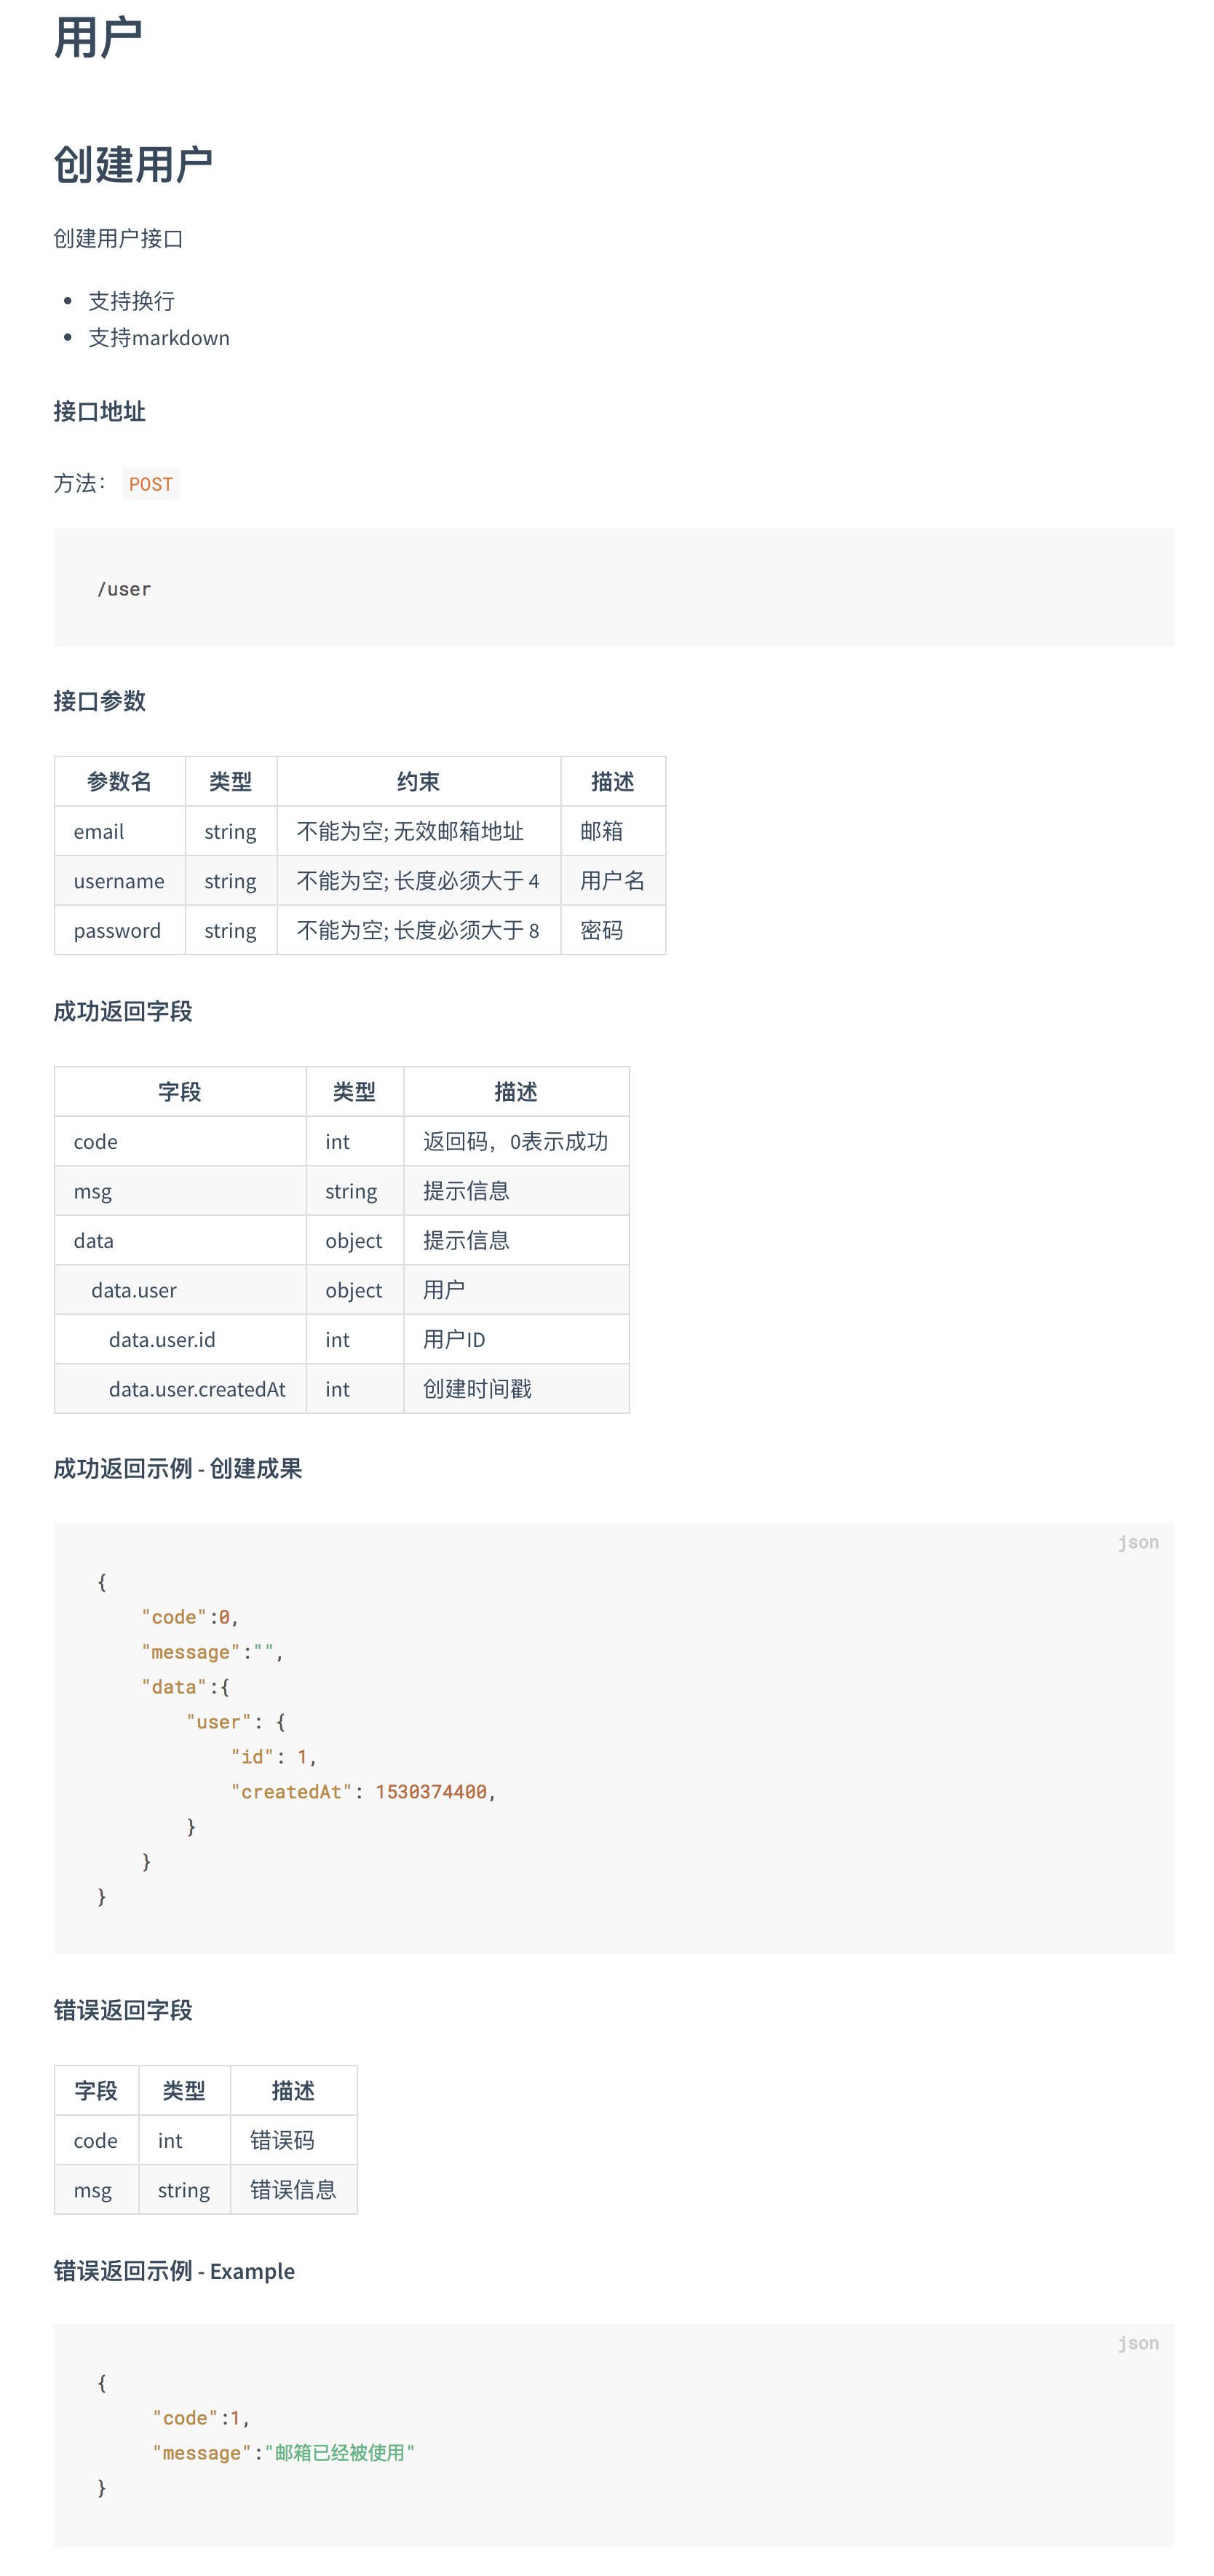 用户
创建用户
创建用户接口
支持换行
支持markdown
接口地址
方法： POST
/user
接口参数
参数名 类型 约束 描述
email string 不能为空; 无效邮箱地址 邮箱
username string 不能为空; 长度必须大于 4 用户名
password string 不能为空; 长度必须大于 8 密码
成功返回字段
字段 类型 描述
code int 返回码，0表示成功
msg string 提示信息
data object 提示信息
data.user object 用户
data.user.id int 用户ID
data.user.createdAt int 创建时间戳
成功返回示例 - 创建成果
json
{
"code":0,
"message":"",
"data":{
"user": {
"id": 1,
"createdAt": 1530374400,
}
}
}
错误返回字段
字段 类型 描述
code int 错误码
msg string 错误信息
错误返回示例 - Example
json
{
"code":1,
"message":"邮箱已经被使用"
}